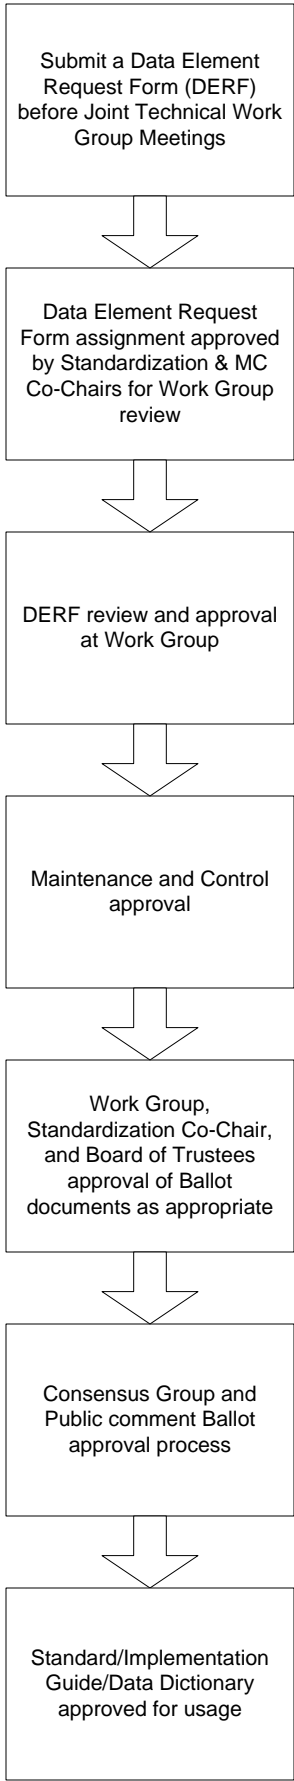 Submit a Data Element
Request Form (DERF)
before Joint Technical Work
Group Meetings
Data Element Request
Form assignment approved
by Standardization & MC
Co-Chairs for Work Group
review
DERF review and approval
at Work Group
Maintenance and Control
approval
Work Group,
Standardization Co-Chair,
and Board of Trustees
approval of Ballot
documents as appropriate
Consensus Group and
Public comment Ballot
approval process
Standard/Implementation
Guide/Data Dictionary
approved for usage